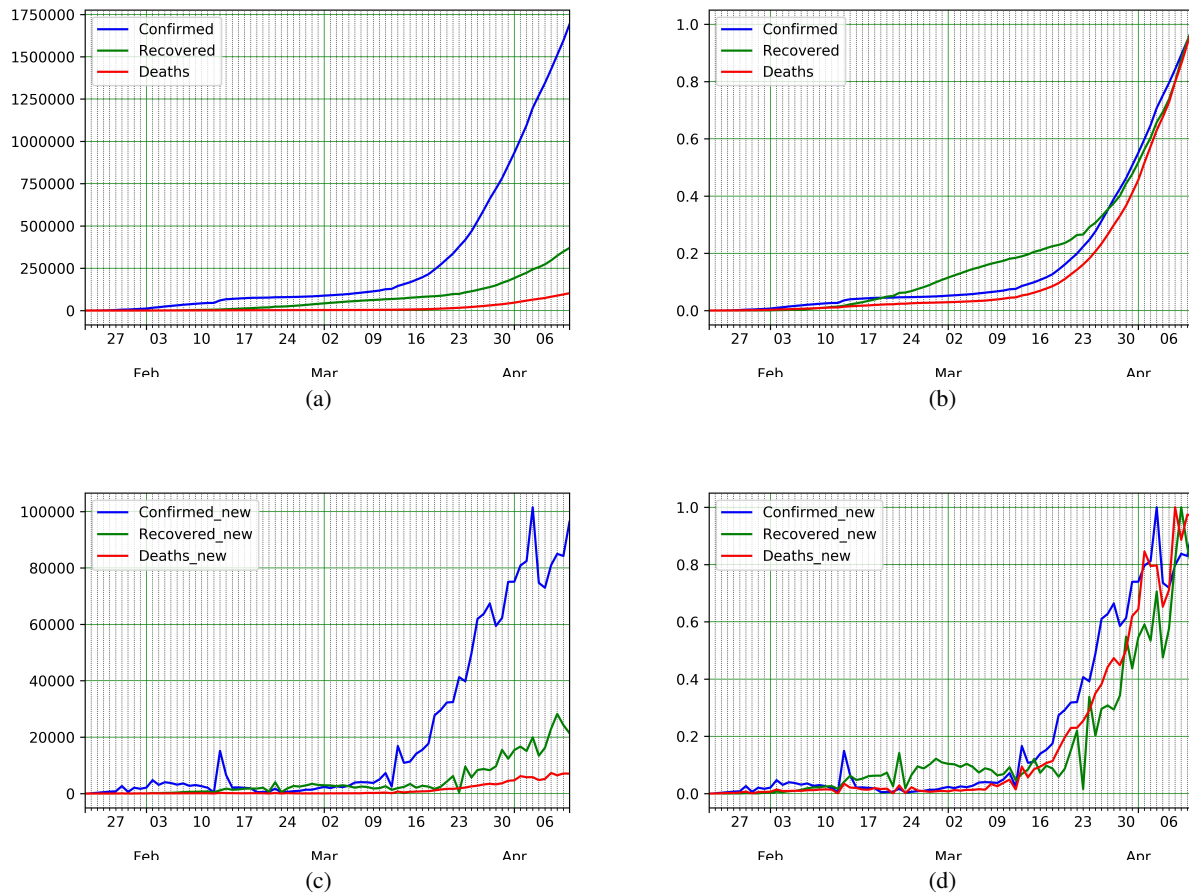 1750000
1500000
1250000
1000000
750000
500000
250000
0
Confirmed
Recovered
Deaths
27 03 10 17 24 02 09 16 23 30 06
Feb Mar Apr
(a)
1.0
0.8
0.6
0.4
0.2
0.0
Confirmed
Recovered
Deaths
27 03 10 17 24 02 09 16 23 30 06
Feb Mar Apr
(b)
100000
80000
60000
40000
20000
0
Confirmed_new
Recovered_new
Deaths_new
27 03 10 17 24 02 09 16 23 30 06
Feb Mar Apr
(c)
1.0
0.8
0.6
0.4
0.2
0.0
Confirmed_new
Recovered_new
Deaths_new
27 03 10 17 24 02 09 16 23 30 06
Feb Mar Apr
(d)